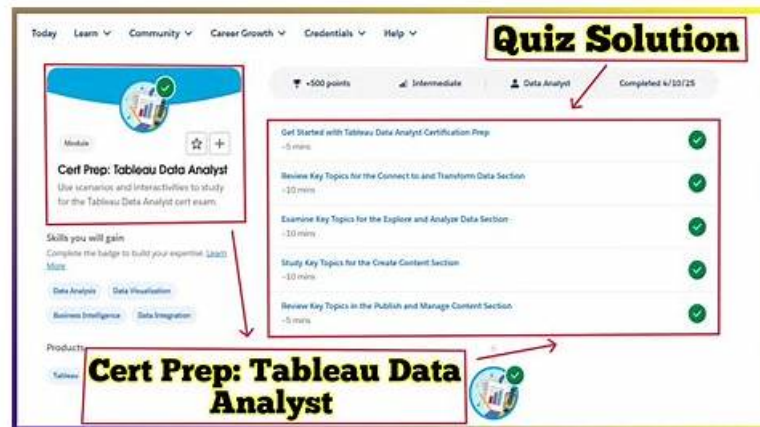 Today Learn Community Career Growth Credentials Help
Quiz Solution
+500 points Intermediate Data Analyst Completed 4/10/25
Module
Cert Prep: Tableau Data Analyst
Use scenarios and interactivities to study
for the Tableau Data Analyst cert exam.
Skills you will gain
Complete the badge to build your expertise. Learn
More
Data Analysis Data Visualization
Business Intelligence Data Integration
Products
Tableau
Get Started with Tableau Data Analyst Certification Prep
~5 mins
Review Key Topics for the Connect to and Transform Data Section
~10 mins
Examine Key Topics for the Explore and Analyze Data Section
~10 mins
Study Key Topics for the Create Content Section
~10 mins
Review Key Topics in the Publish and Manage Content Section
~5 mins
Cert Prep: Tableau Data
Analyst